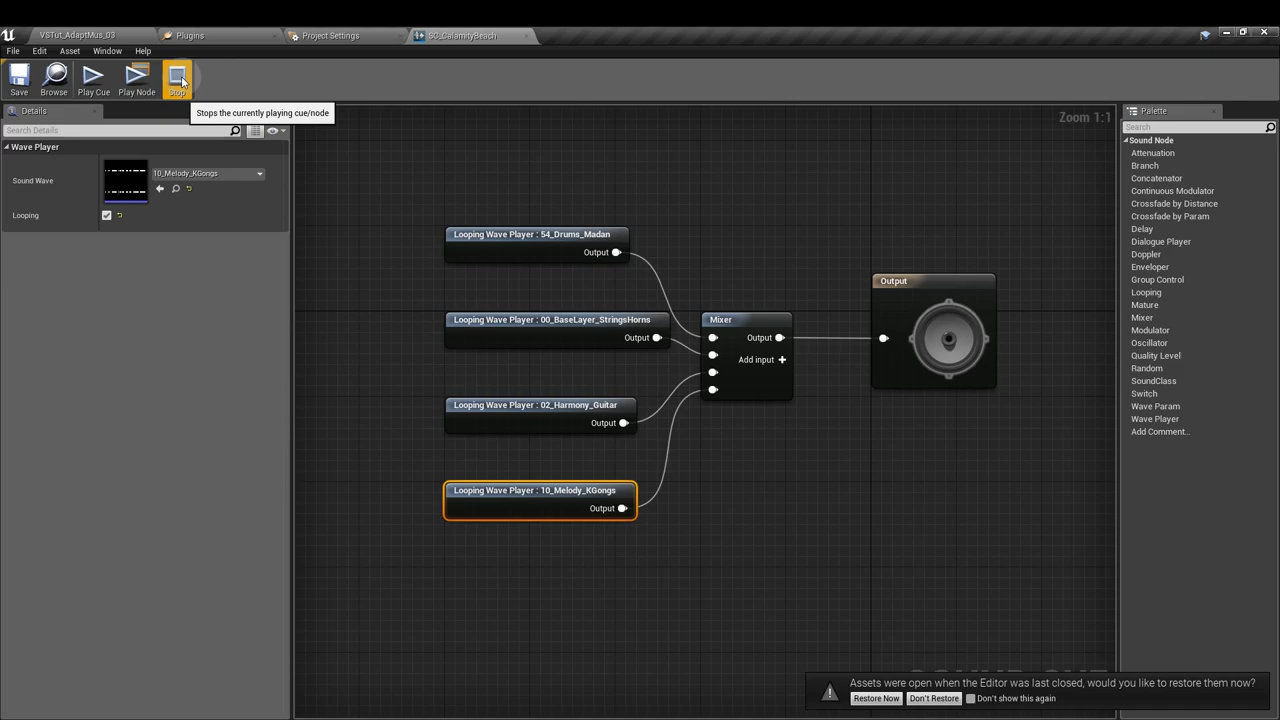 VSTut_AdaptMus_03
Plugins
Project Settings
SC_CalamityBeach
File Edit Asset Window Help
Save
Browse
Play Cue
Play Node
Stop
Stops the currently playing cue/node
Details
Search Details
Wave Player
Sound Wave
10_Melody_KGongs
Looping
Zoom 1:1
Looping Wave Player : 54_Drums_Madan
Output
Looping Wave Player : 00_BaseLayer_StringsHorns
Output
Looping Wave Player : 02_Harmony_Guitar
Output
Looping Wave Player : 10_Melody_KGongs
Output
Mixer
Output
Add input
Output
Palette
Search
Sound Node
Attenuation
Branch
Concatenator
Continuous Modulator
Crossfade by Distance
Crossfade by Param
Delay
Dialogue Player
Doppler
Enveloper
Group Control
Looping
Mature
Mixer
Modulator
Oscillator
Quality Level
Random
SoundClass
Switch
Wave Param
Wave Player
Add Comment...
Assets were open when the Editor was last closed, would you like to restore them now?
Restore Now Don't Restore Don't show this again